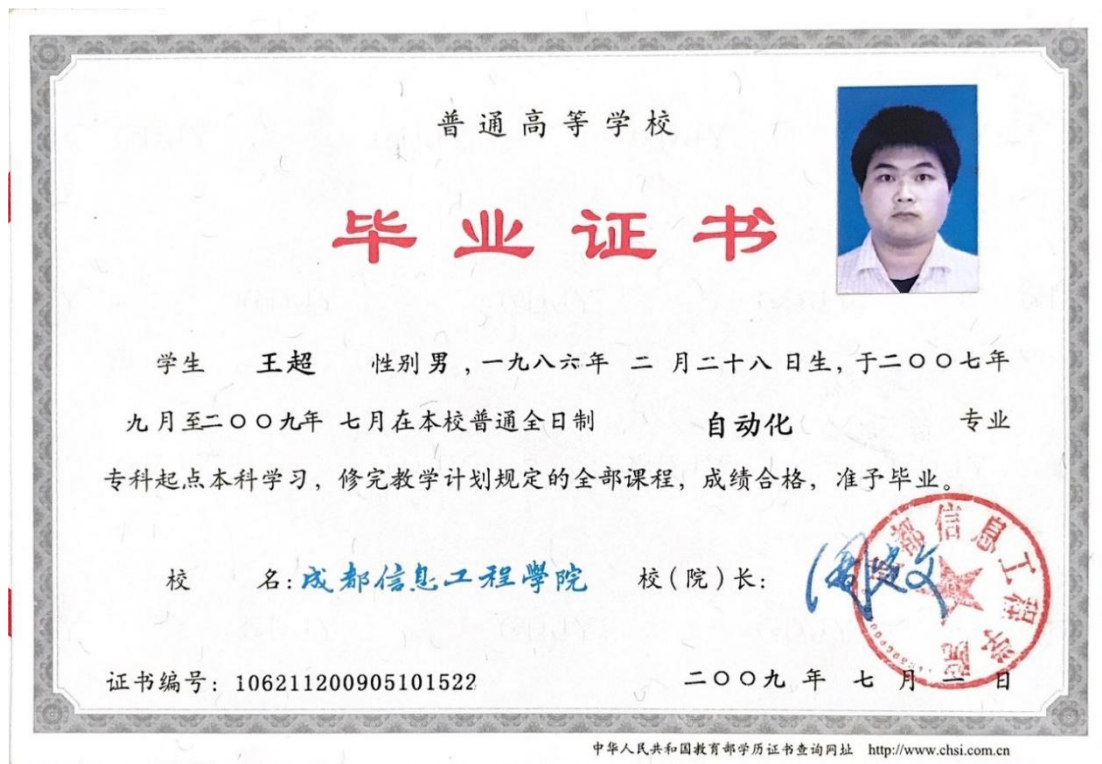 普通高等学校
毕业证书
学生 王超 性别 男 ，一九八六年 二 月二十八 日生，于二〇〇七年
九月至二〇〇九年 七月在本校普通全日制 自动化 专业
专科起点本科学习，修完教学计划规定的全部课程，成绩合格，准予毕业。
校 名：成都信息工程學院 校（院）长：
都信息工程学院
证书编号：106211200905101522 二〇〇九 年 七 月 一 日
中华人民共和国教育部学历证书查询网址 http://www.chsi.com.cn